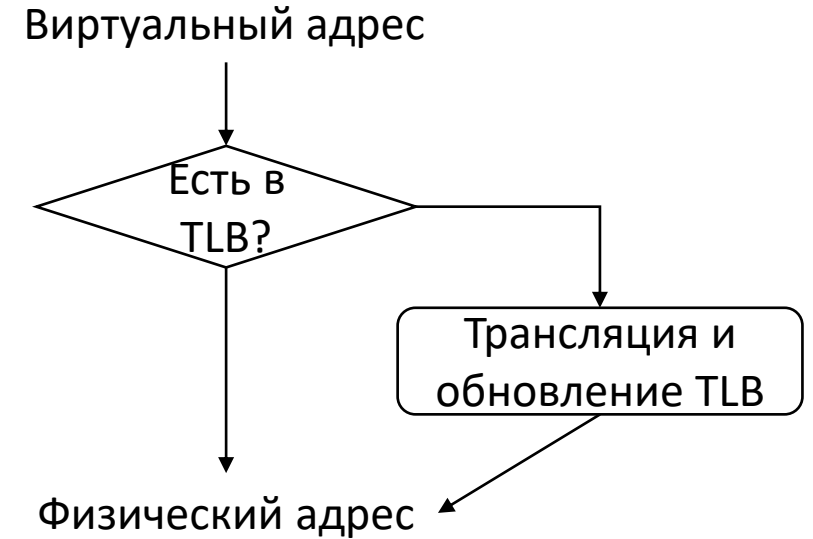 Виртуальный адрес
Есть в
TLB?
Трансляция и
обновление TLB
Физический адрес